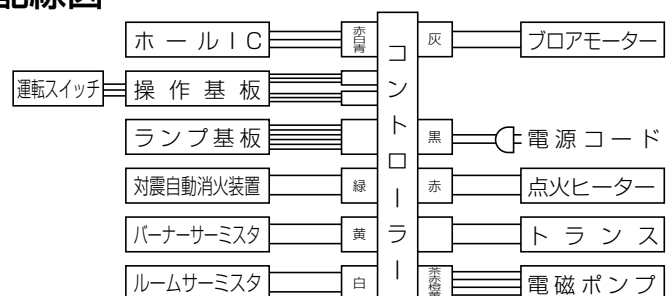 配線図
ホールIC
赤
白
青
灰
ブロアモーター
運転スイッチ
操作基板
ランプ基板
黒
電源コード
対震自動消火装置
緑
赤
点火ヒーター
バーナーサーミスタ
黄
トランス
ルームサーミスタ
白
茶
赤
橙
黄
電磁ポンプ
コントローラー